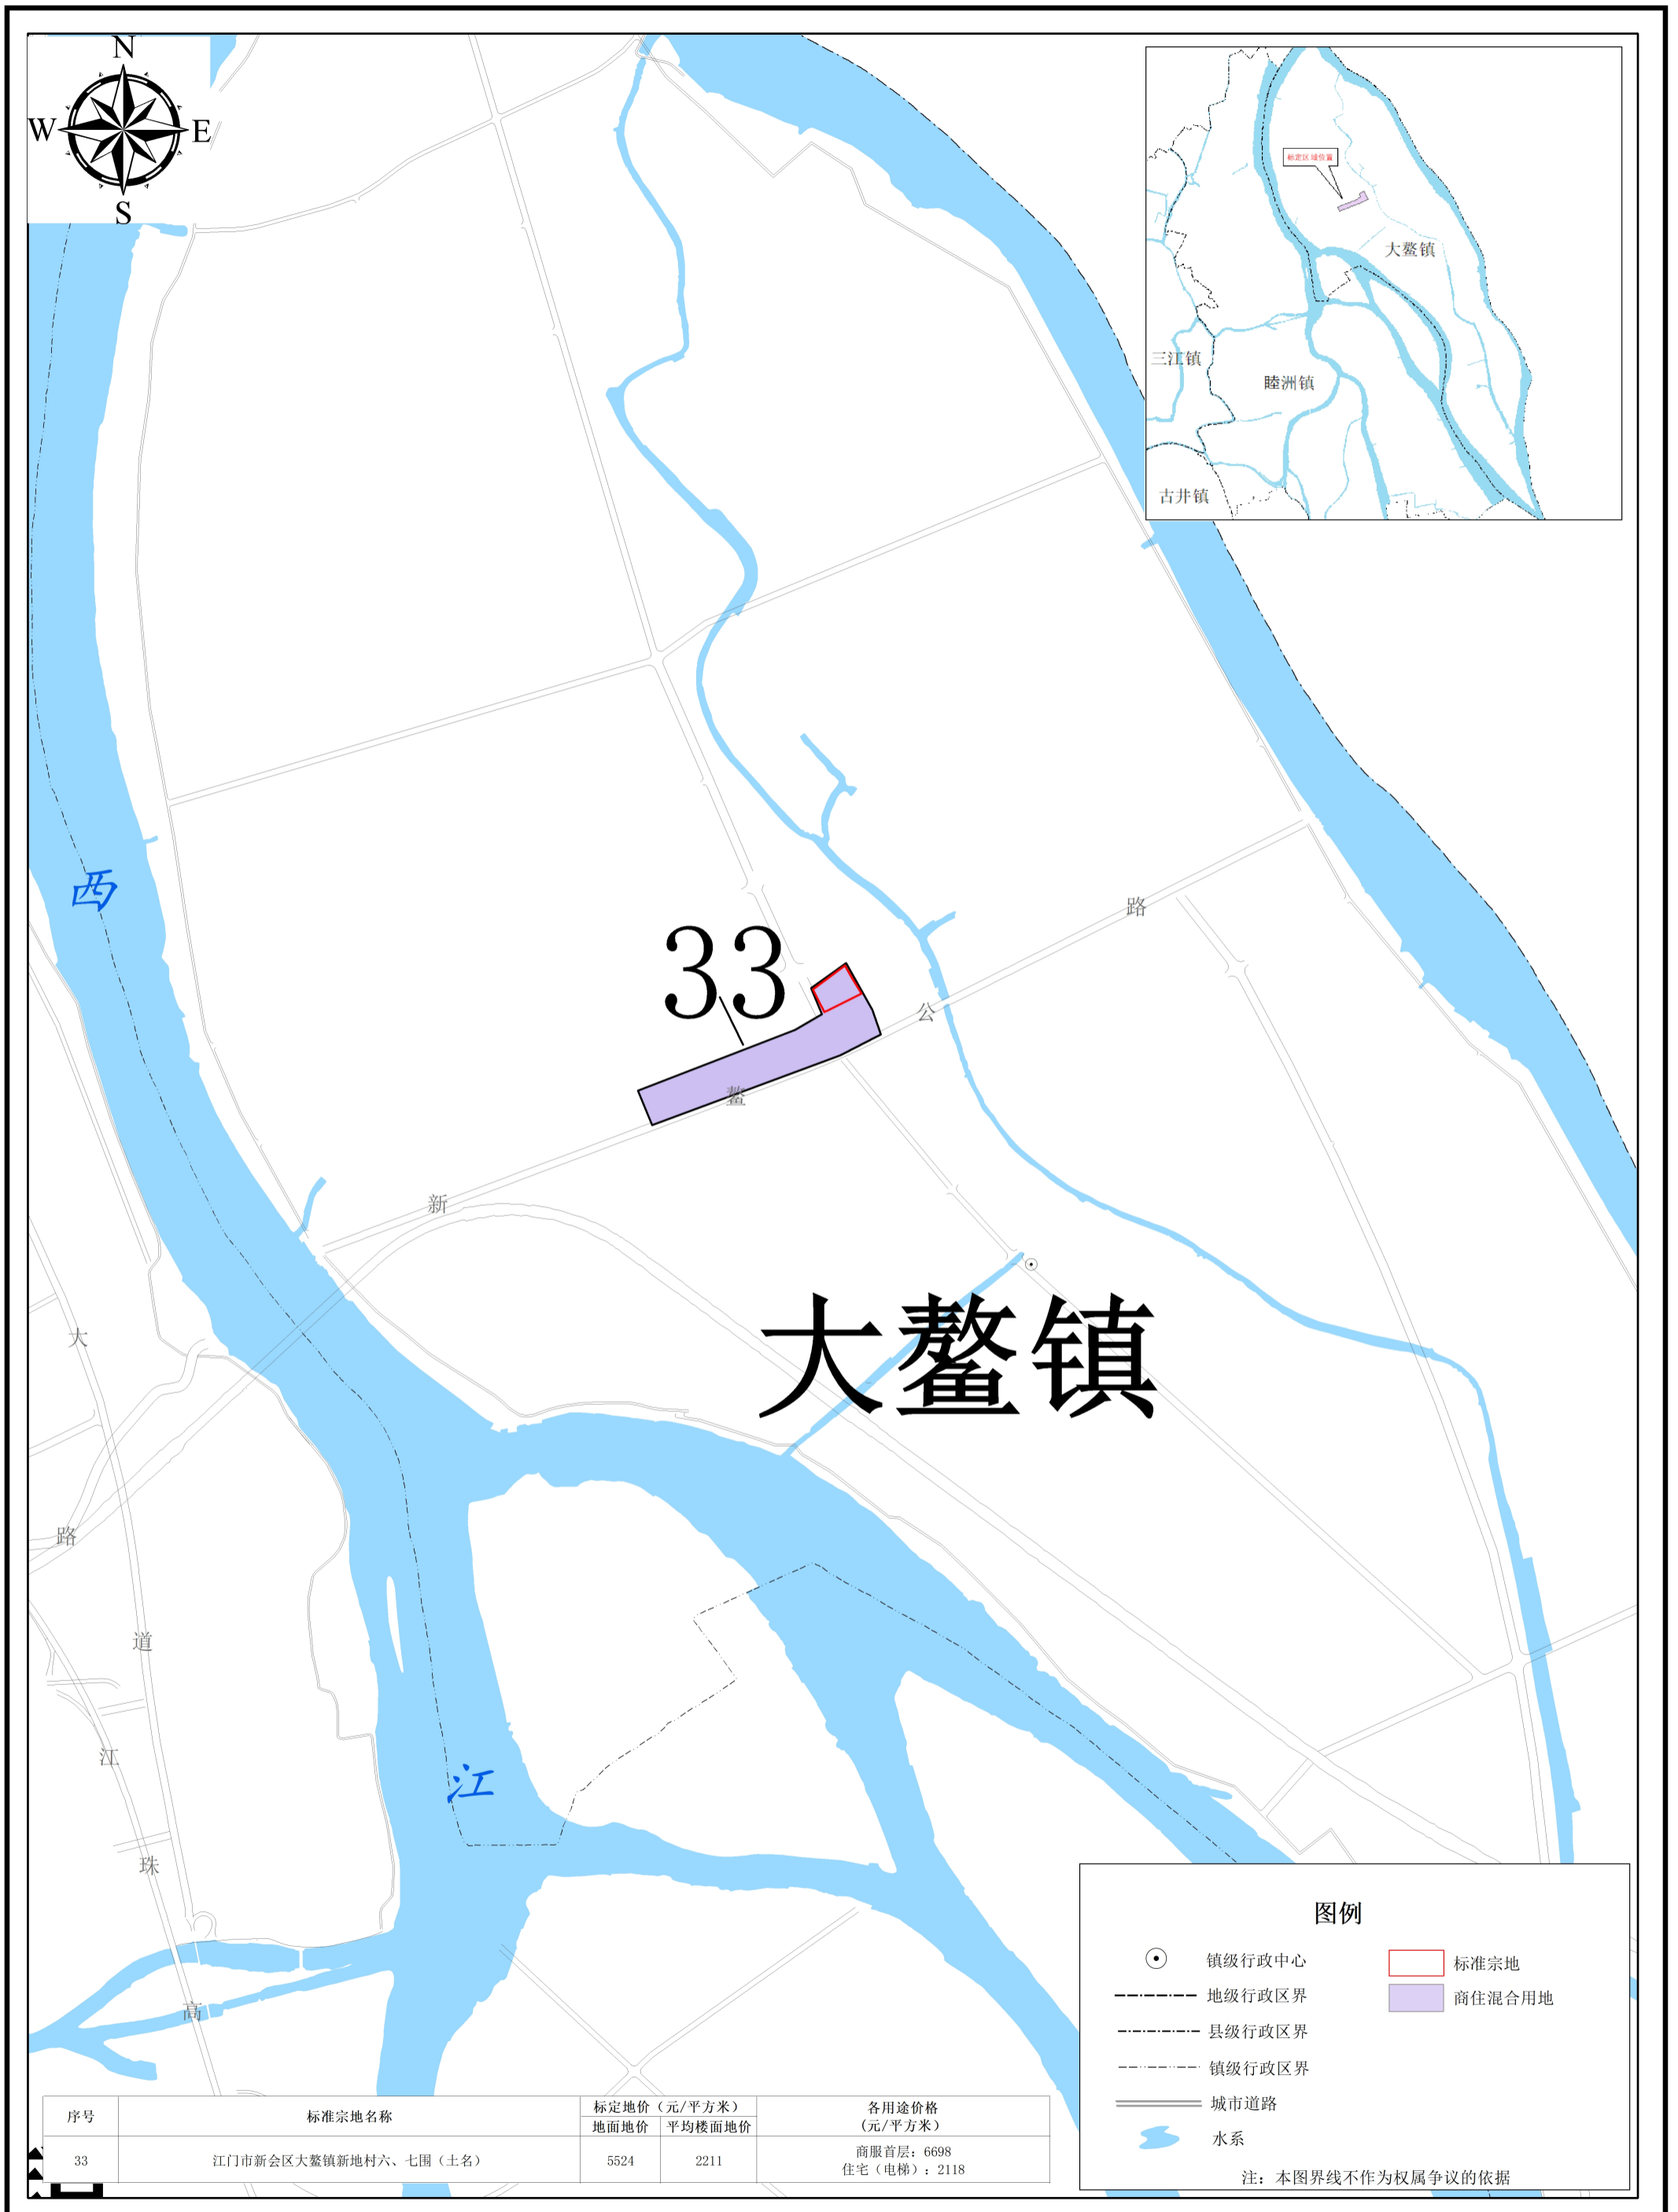 N
W
E
S
标定区域位置
大鳌镇
三江镇
睦洲镇
古井镇
西
路
33
公
鳌
新
大鳌镇
大
路
道
江
江
珠
高
图例
镇级行政中心
标准宗地
地级行政区界
商住混合用地
县级行政区界
镇级行政区界
城市道路
水系
注：本图界线不作为权属争议的依据
序号
标准宗地名称
标定地价（元/平方米）
地面地价
平均楼面地价
各用途价格
(元/平方米)
33
江门市新会区大鳌镇新地村六、七围（土名）
5524
2211
商服首层：6698
住宅（电梯）：2118